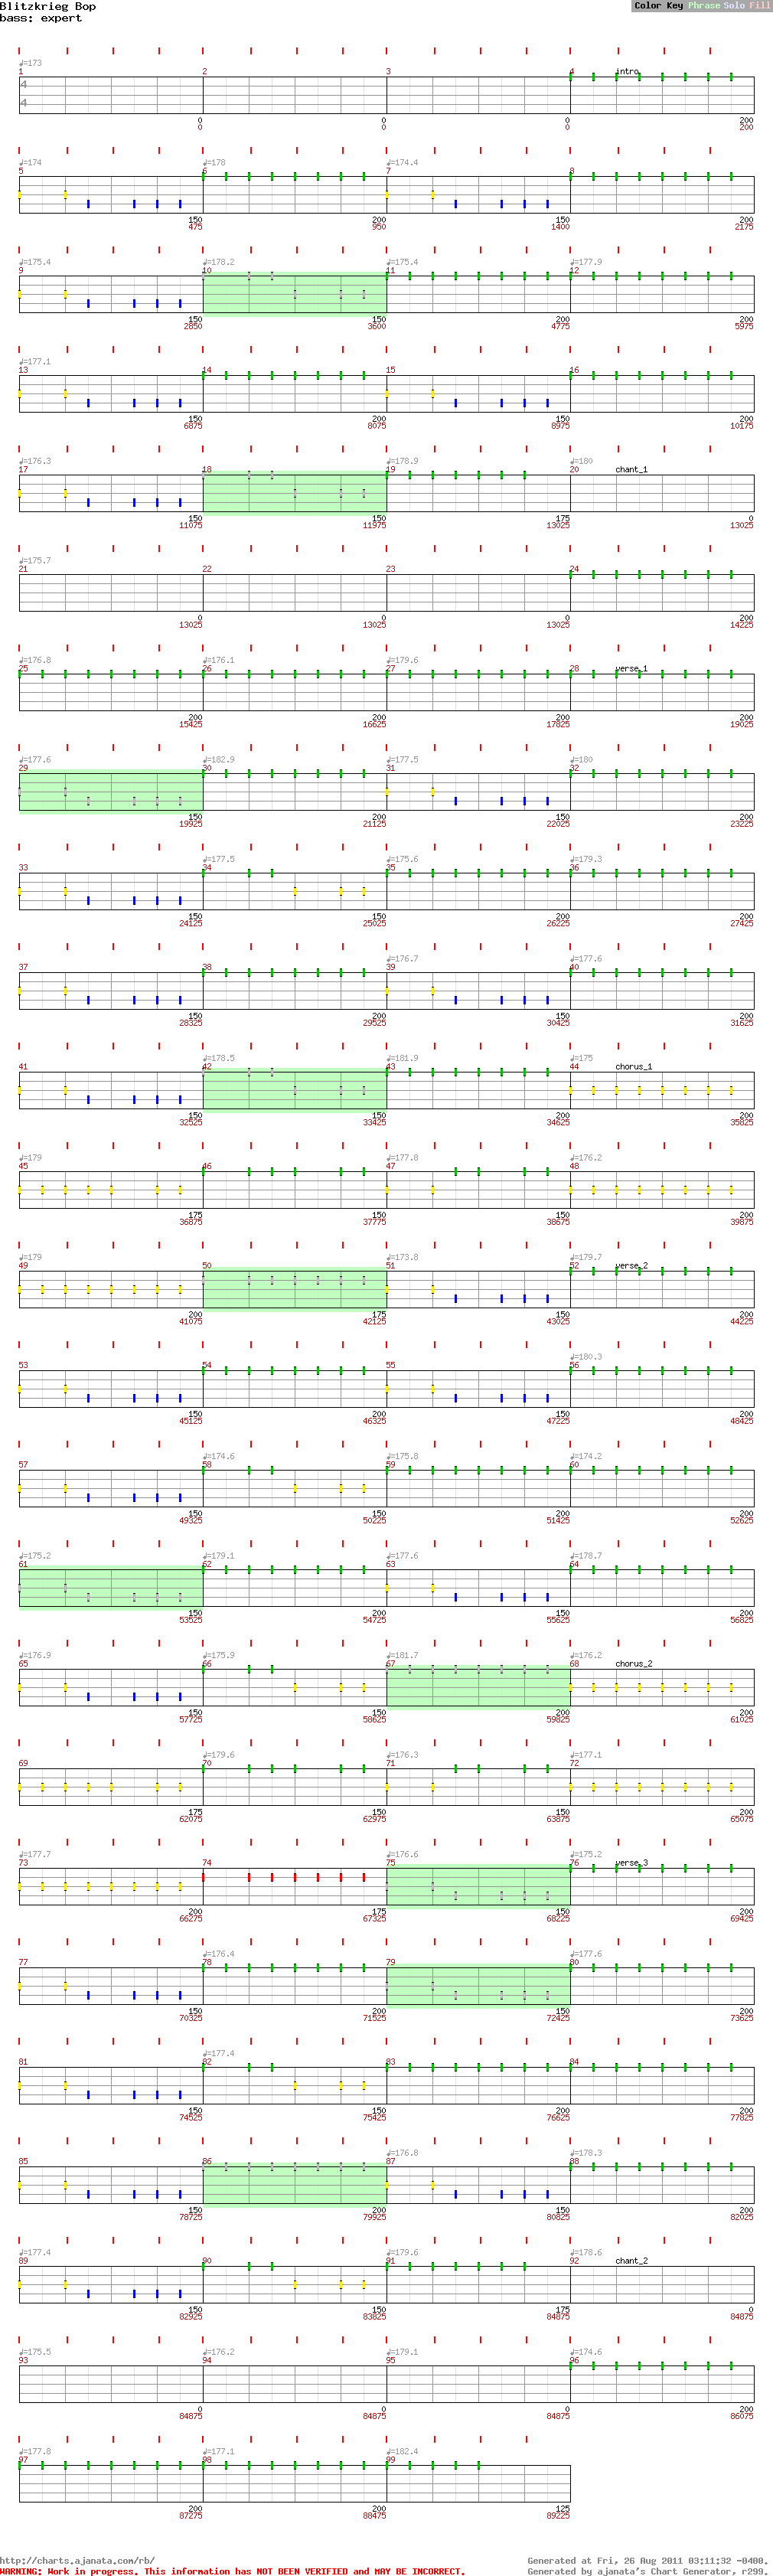 Blitzkrieg Bop
Color Key Phrase Solo Fill
bass: expert
♩=173
1 2 3 4 intro
4
4
0 0 0 200
0 0 0 200
♩=174 ♩=178 ♩=174.4
5 6 7 8
150 200 150 200
475 950 1400 2175
♩=175.4 ♩=178.2 ♩=175.4 ♩=177.9
9 10 11 12
150 150 200 200
2850 3600 4775 5975
♩=177.1
13 14 15 16
150 200 150 200
6875 8075 8975 10175
♩=176.3 ♩=178.9 ♩=180
17 18 19 20 chant_1
150 150 175 0
11075 11975 13025 13025
♩=175.7
21 22 23 24
0 0 0 200
13025 13025 13025 14225
♩=176.8 ♩=176.1 ♩=179.6
25 26 27 28 verse_1
200 200 200 200
15425 16625 17825 19025
♩=177.6 ♩=182.9 ♩=177.5 ♩=180
29 30 31 32
150 200 150 200
19925 21125 22025 23225
♩=177.5 ♩=175.6 ♩=179.3
33 34 35 36
150 150 200 200
24125 25025 26225 27425
♩=176.7 ♩=177.6
37 38 39 40
150 200 150 200
28325 29525 30425 31625
♩=178.5 ♩=181.9 ♩=175
41 42 43 44 chorus_1
150 150 200 200
32525 33425 34625 35825
♩=179 ♩=177.8 ♩=176.2
45 46 47 48
175 150 150 200
36875 37775 38675 39875
♩=179 ♩=173.8 ♩=179.7
49 50 51 52 verse_2
200 175 150 200
41075 42125 43025 44225
♩=180.3
53 54 55 56
150 200 150 200
45125 46325 47225 48425
♩=174.6 ♩=175.8 ♩=174.2
57 58 59 60
150 150 200 200
49325 50225 51425 52625
♩=175.2 ♩=179.1 ♩=177.6 ♩=178.7
61 62 63 64
150 200 150 200
53525 54725 55625 56825
♩=176.9 ♩=175.9 ♩=181.7 ♩=176.2
65 66 67 68 chorus_2
150 150 200 200
57725 58625 59825 61025
♩=179.6 ♩=176.3 ♩=177.1
69 70 71 72
175 150 150 200
62075 62975 63875 65075
♩=177.7 ♩=176.6 ♩=175.2
73 74 75 76 verse_3
200 175 150 200
66275 67325 68225 69425
♩=176.4 ♩=177.6
77 78 79 80
150 200 150 200
70325 71525 72425 73625
♩=177.4
81 82 83 84
150 150 200 200
74525 75425 76625 77825
♩=176.8 ♩=178.3
85 86 87 88
150 200 150 200
78725 79925 80825 82025
♩=177.4 ♩=179.6 ♩=178.6
89 90 91 92 chant_2
150 150 175 0
82925 83825 84875 84875
♩=175.5 ♩=176.2 ♩=179.1 ♩=174.6
93 94 95 96
0 0 0 200
84875 84875 84875 86075
♩=177.8 ♩=177.1 ♩=182.4
97 98 99
200 200 125
87275 88475 89225
http://charts.ajanata.com/rb/
Generated at Fri, 26 Aug 2011 03:11:32 -0400.
WARNING: Work in progress. This information has NOT BEEN VERIFIED and MAY BE INCORRECT.
Generated by ajanata's Chart Generator, r299.